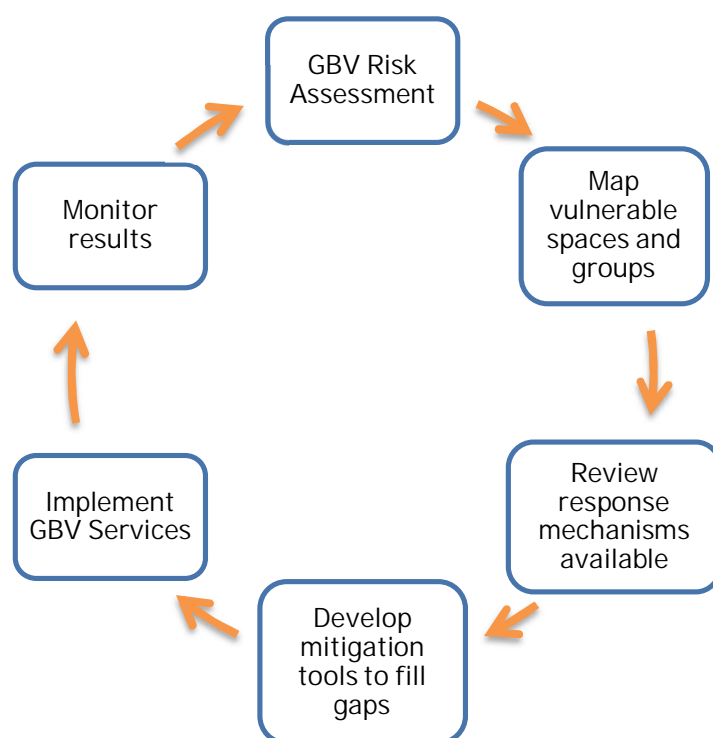 GBV Risk
Assessment
Map
vulnerable
spaces and
groups
Review
response
mechanisms
available
Develop
mitigation
tools to fill
gaps
Implement
GBV Services
Monitor
results